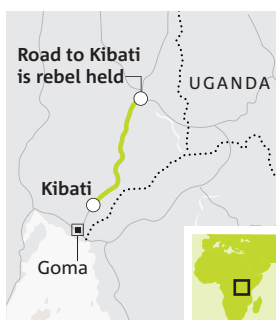 Road to Kibati
is rebel held
UGANDA
Kibati
Goma